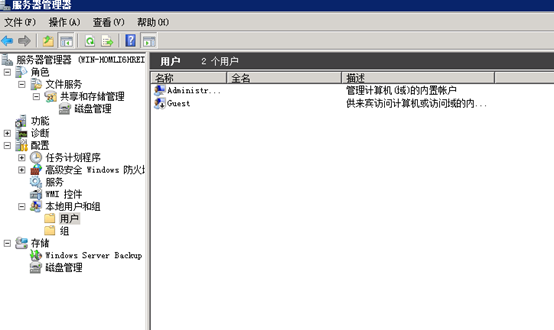 服务器管理器
文件(F) 操作(A) 查看(V) 帮助(H)
服务器管理器 (WIN-HOMLI6HREI
角色
文件服务
共享和存储管理
磁盘管理
功能
诊断
配置
任务计划程序
高级安全 Windows 防火
服务
WMI 控件
本地用户和组
用户
组
存储
Windows Server Backup
磁盘管理
用户 2 个用户
名称 全名 描述
Administr... 管理计算机(域)的内置帐户
Guest 供来宾访问计算机或访问域的内...